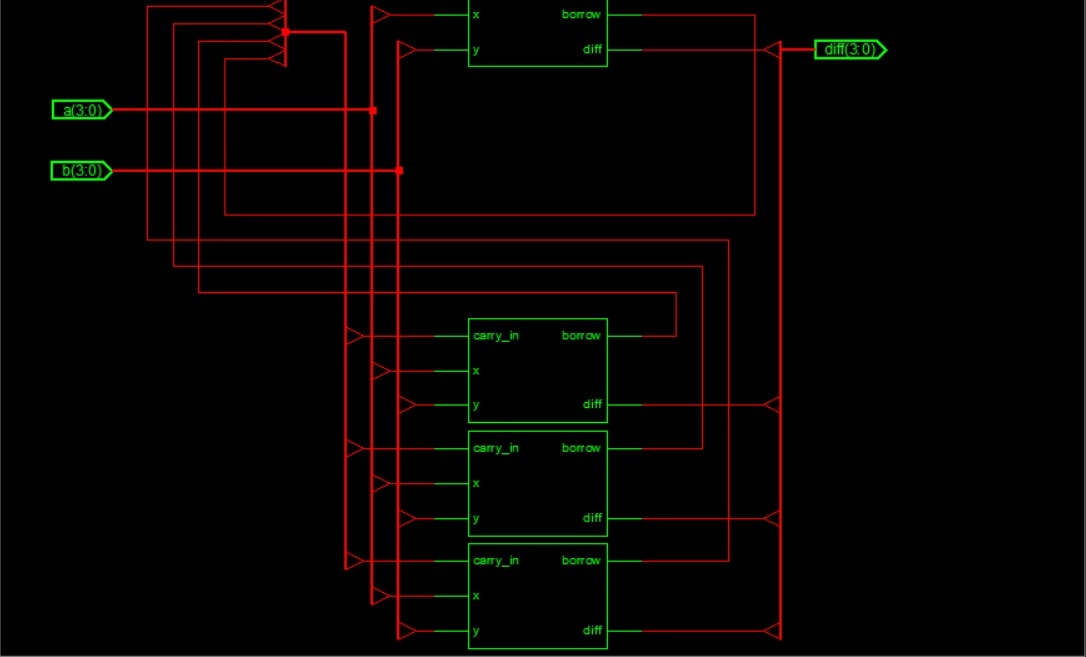 x borrow
y diff
diff(3:0)
a(3:0)
b(3:0)
carry_in borrow
x
y diff
carry_in borrow
x
y diff
carry_in borrow
x
y diff